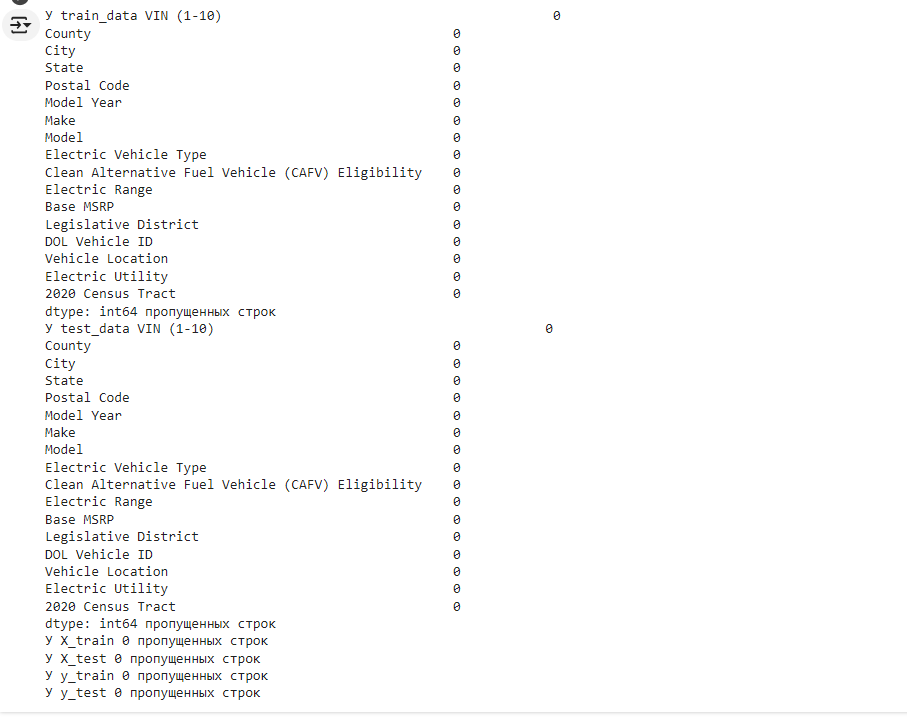 У train_data VIN (1-10) 0
County 0
City 0
State 0
Postal Code 0
Model Year 0
Make 0
Model 0
Electric Vehicle Type 0
Clean Alternative Fuel Vehicle (CAFV) Eligibility 0
Electric Range 0
Base MSRP 0
Legislative District 0
DOL Vehicle ID 0
Vehicle Location 0
Electric Utility 0
2020 Census Tract 0
dtype: int64 пропущенных строк
У test_data VIN (1-10) 0
County 0
City 0
State 0
Postal Code 0
Model Year 0
Make 0
Model 0
Electric Vehicle Type 0
Clean Alternative Fuel Vehicle (CAFV) Eligibility 0
Electric Range 0
Base MSRP 0
Legislative District 0
DOL Vehicle ID 0
Vehicle Location 0
Electric Utility 0
2020 Census Tract 0
dtype: int64 пропущенных строк
У X_train 0 пропущенных строк
У X_test 0 пропущенных строк
У y_train 0 пропущенных строк
У y_test 0 пропущенных строк